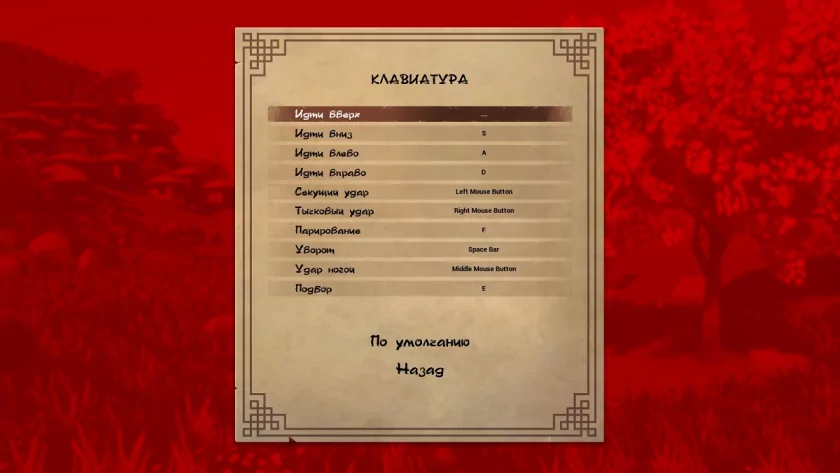 КЛАВИАТУРА
Идти вверх ...
Идти вниз S
Идти влево A
Идти вправо D
Секущий удар Left Mouse Button
Тычковый удар Right Mouse Button
Парирование F
Уворот Space Bar
Удар ногой Middle Mouse Button
Подбор E
По умолчанию
Назад